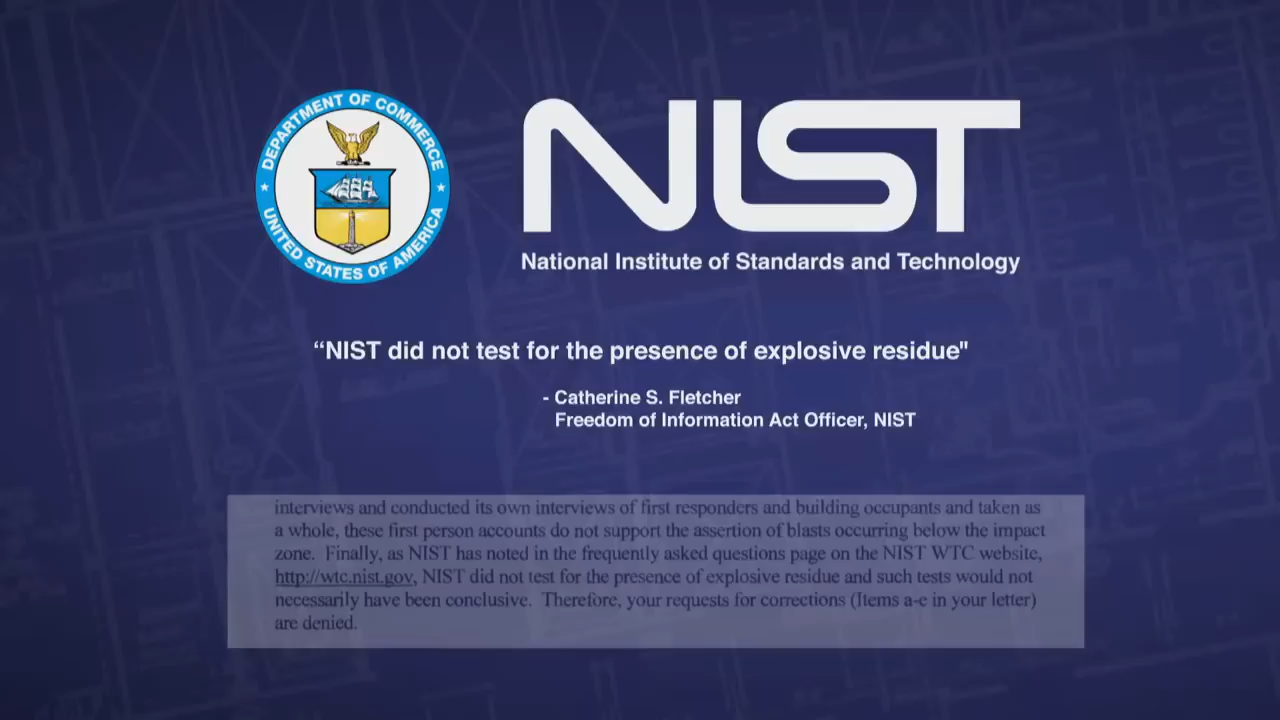 DEPARTMENT OF COMMERCE
UNITED STATES OF AMERICA
NIST
National Institute of Standards and Technology
“NIST did not test for the presence of explosive residue"
- Catherine S. Fletcher
Freedom of Information Act Officer, NIST
interviews and conducted its own interviews of first responders and building occupants and taken as
a whole, these first person accounts do not support the assertion of blasts occurring below the impact
zone. Finally, as NIST has noted in the frequently asked questions page on the NIST WTC website,
http://wtc.nist.gov, NIST did not test for the presence of explosive residue and such tests would not
necessarily have been conclusive. Therefore, your requests for corrections (Items a-e in your letter)
are denied.